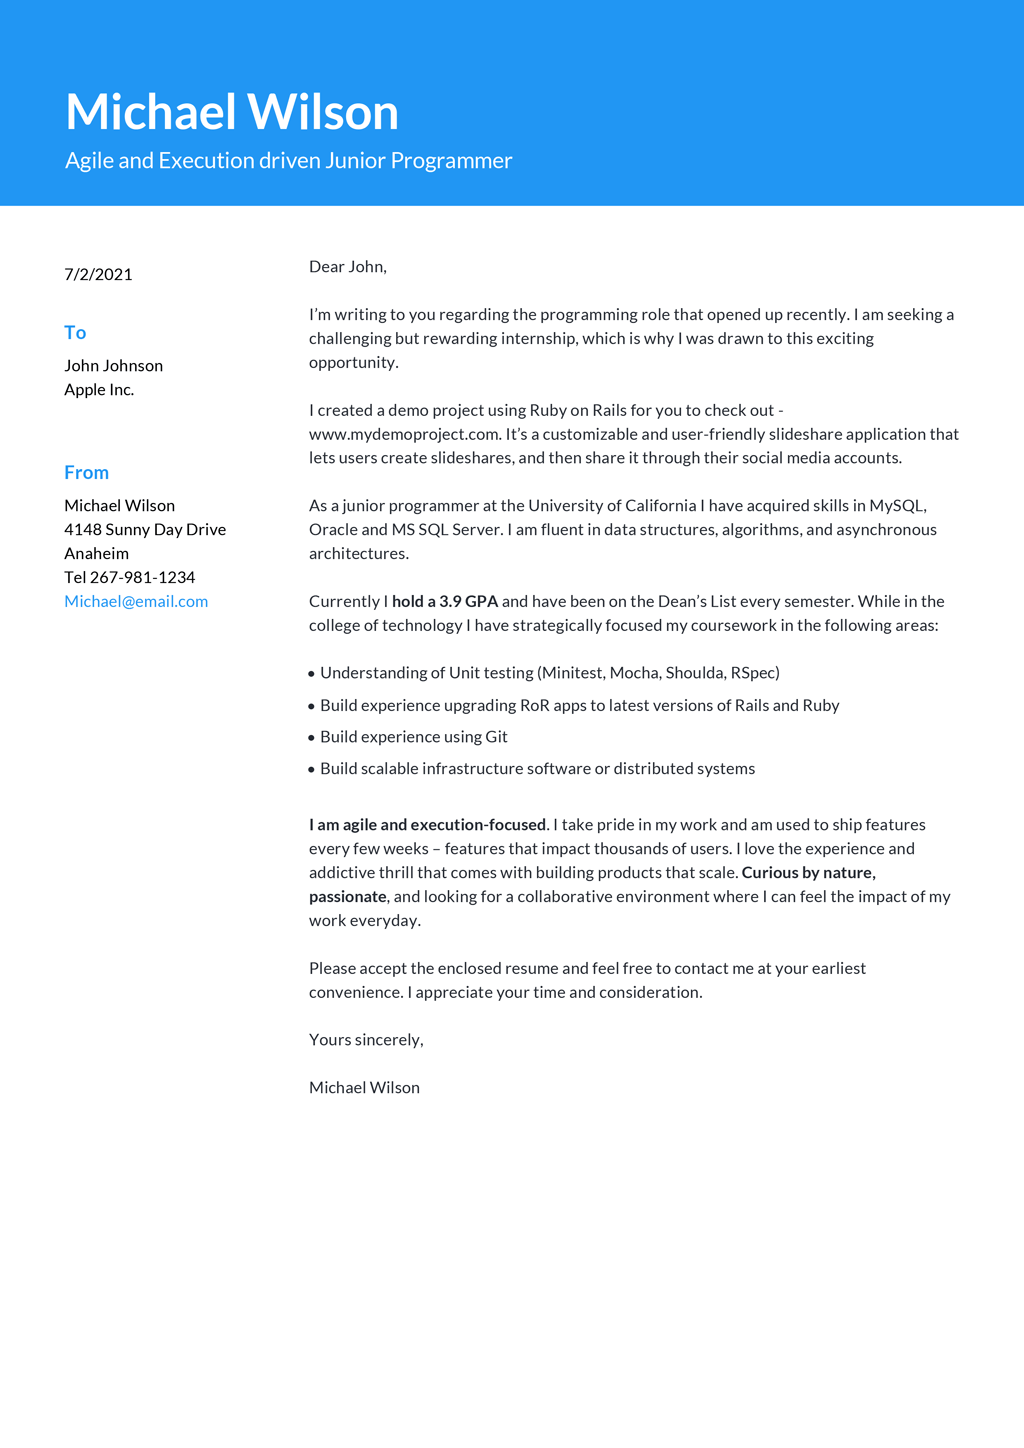 Michael Wilson
Agile and Execution driven Junior Programmer
7/2/2021
To
John Johnson
Apple Inc.
From
Michael Wilson
4148 Sunny Day Drive
Anaheim
Tel 267-981-1234
Michael@email.com
Dear John,
I’m writing to you regarding the programming role that opened up recently. I am seeking a
challenging but rewarding internship, which is why I was drawn to this exciting
opportunity.
I created a demo project using Ruby on Rails for you to check out -
www.mydemoproject.com. It’s a customizable and user-friendly slideshare application that
lets users create slideshares, and then share it through their social media accounts.
As a junior programmer at the University of California I have acquired skills in MySQL,
Oracle and MS SQL Server. I am fluent in data structures, algorithms, and asynchronous
architectures.
Currently I hold a 3.9 GPA and have been on the Dean’s List every semester. While in the
college of technology I have strategically focused my coursework in the following areas:
• Understanding of Unit testing (Minitest, Mocha, Shoulda, RSpec)
• Build experience upgrading RoR apps to latest versions of Rails and Ruby
• Build experience using Git
• Build scalable infrastructure software or distributed systems
I am agile and execution-focused. I take pride in my work and am used to ship features
every few weeks – features that impact thousands of users. I love the experience and
addictive thrill that comes with building products that scale. Curious by nature,
passionate, and looking for a collaborative environment where I can feel the impact of my
work everyday.
Please accept the enclosed resume and feel free to contact me at your earliest
convenience. I appreciate your time and consideration.
Yours sincerely,
Michael Wilson